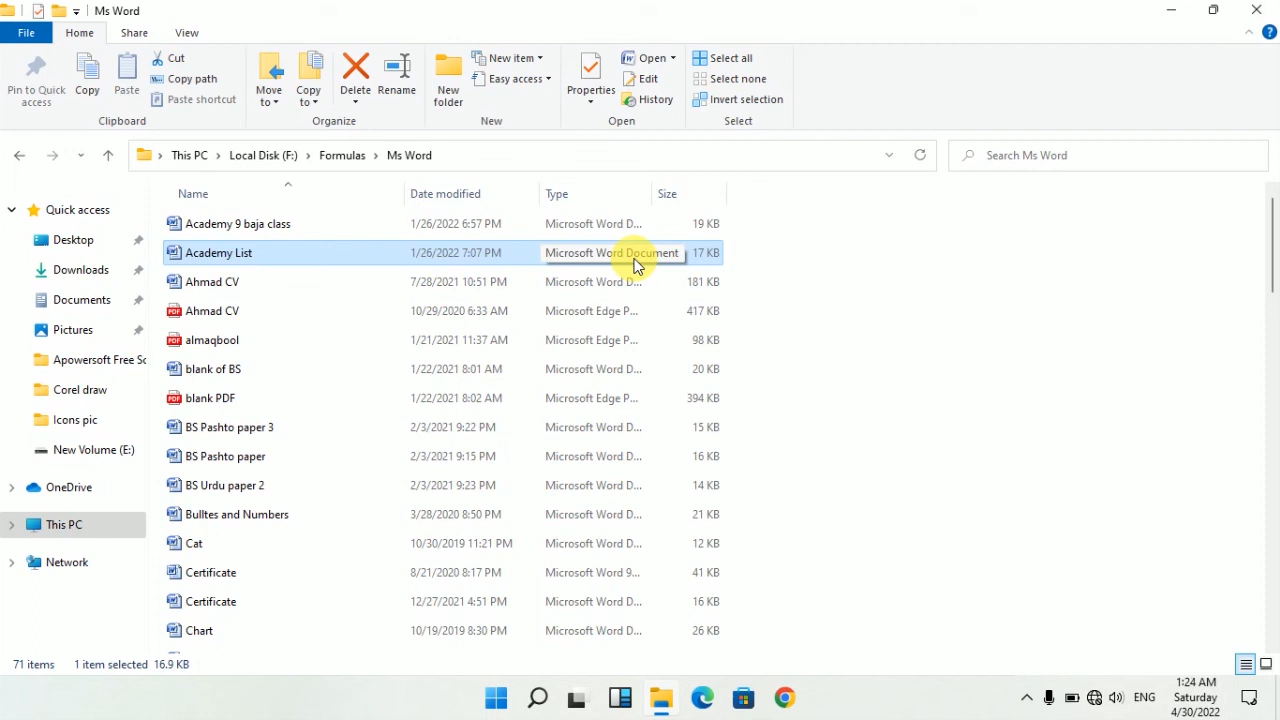 Ms Word
File Home Share View
Pin to Quick access
Copy
Paste
Cut
Copy path
Paste shortcut
Clipboard
Move to
Copy to
Delete
Rename
Organize
New folder
New item
Easy access
New
Properties
Open
Edit
History
Open
Select all
Select none
Invert selection
Select
This PC > Local Disk (F:) > Formulas > Ms Word
Search Ms Word
Quick access
Desktop
Downloads
Documents
Pictures
Apowersoft Free Sc
Corel draw
Icons pic
New Volume (E:)
OneDrive
This PC
Network
Name Date modified Type Size
Academy 9 baja class 1/26/2022 6:57 PM Microsoft Word D... 19 KB
Academy List 1/26/2022 7:07 PM Microsoft Word Document 17 KB
Ahmad CV 7/28/2021 10:51 PM Microsoft Word D... 181 KB
PDF Ahmad CV 10/29/2020 6:33 AM Microsoft Edge P... 417 KB
PDF almaqbool 1/21/2021 11:37 AM Microsoft Edge P... 98 KB
blank of BS 1/22/2021 8:01 AM Microsoft Word D... 20 KB
PDF blank PDF 1/22/2021 8:02 AM Microsoft Edge P... 394 KB
BS Pashto paper 3 2/3/2021 9:22 PM Microsoft Word D... 15 KB
BS Pashto paper 2/3/2021 9:15 PM Microsoft Word D... 16 KB
BS Urdu paper 2 2/3/2021 9:23 PM Microsoft Word D... 14 KB
Bulltes and Numbers 3/28/2020 8:50 PM Microsoft Word D... 21 KB
Cat 10/30/2019 11:21 PM Microsoft Word D... 12 KB
Certificate 8/21/2020 8:17 PM Microsoft Word 9... 41 KB
Certificate 12/27/2021 4:51 PM Microsoft Word D... 16 KB
Chart 10/19/2019 8:30 PM Microsoft Word D... 26 KB
71 items 1 item selected 16.9 KB
ENG
1:24 AM
Saturday
4/30/2022